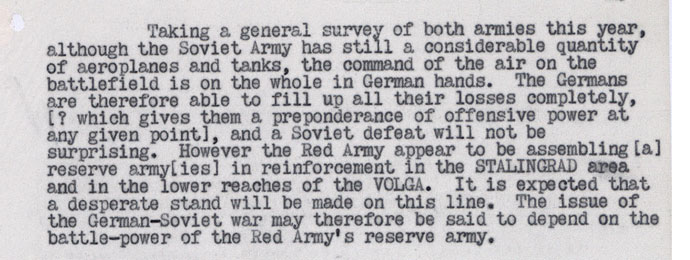 Taking a general survey of both armies this year,
although the Soviet Army has still a considerable quantity
of aeroplanes and tanks, the command of the air on the
battlefield is on the whole in German hands. The Germans
are therefore able to fill up all their losses completely,
[? which gives them a preponderance of offensive power at
any given point], and a Soviet defeat will not be
surprising. However the Red Army appear to be assembling [a]
reserve army[ies] in reinforcement in the STALINGRAD area
and in the lower reaches of the VOLGA. It is expected that
a desperate stand will be made on this line. The issue of
the German-Soviet war may therefore be said to depend on the
battle-power of the Red Army's reserve army.